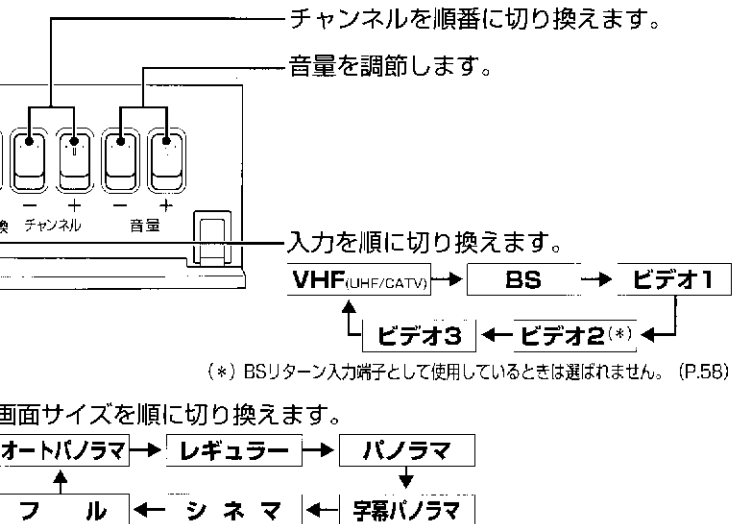 チャンネルを順番に切り換えます。
音量を調節します。
− + − +
換 チャンネル 音量
入力を順に切り換えます。
VHF(UHF/CATV) BS ビデオ1
ビデオ3 ビデオ2(*)
(*) BSリターン入力端子として使用しているときは選ばれません。(P.58)
画面サイズを順に切り換えます。
オートパノラマ レギュラー パノラマ
フル シネマ 字幕パノラマ